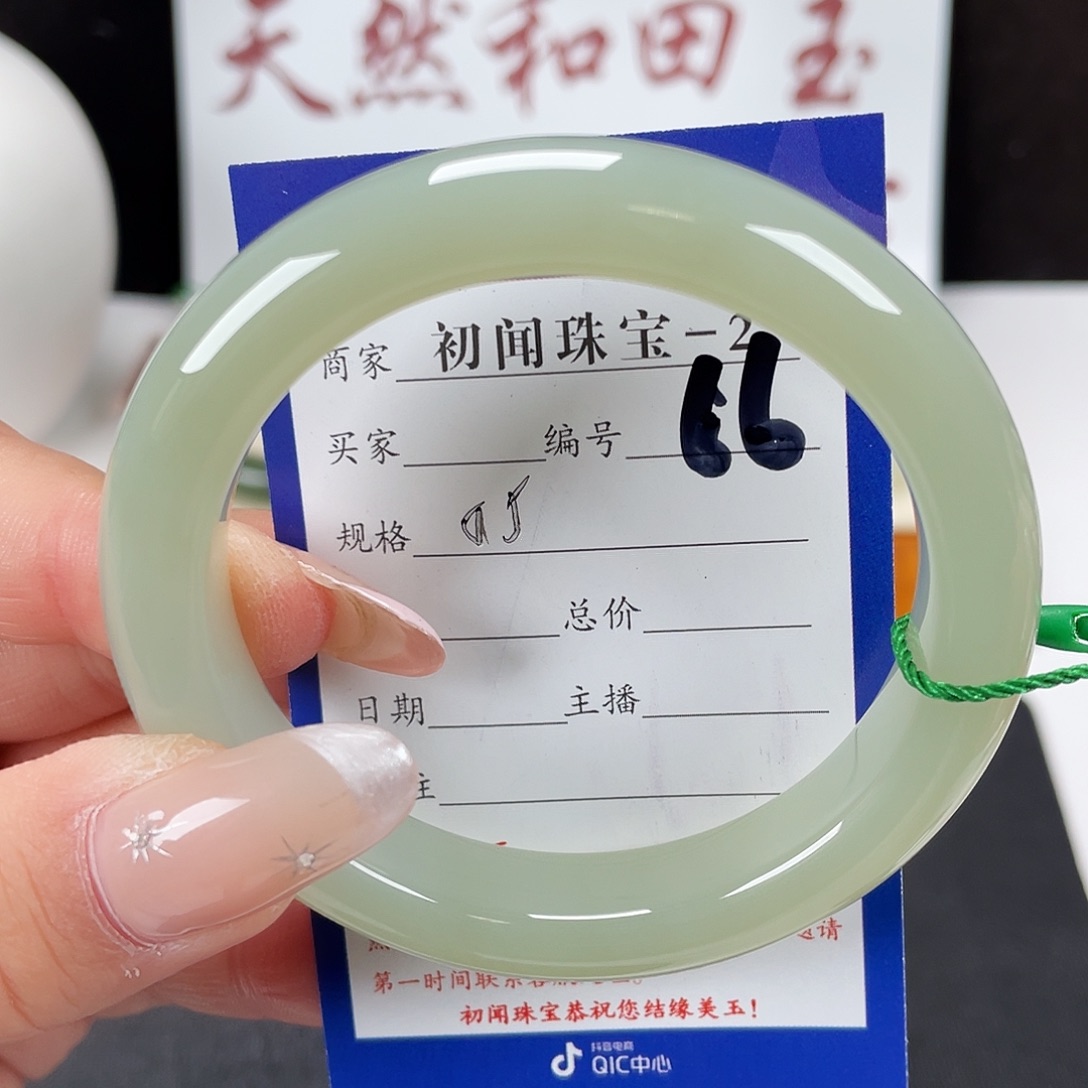 天然和田玉
商家 初闻珠宝-2
买家 编号 66
规格
总价
日期 主播
主
请
第一时间联系客
初闻珠宝恭祝您结缘美玉!
抖音电商
QIC中心